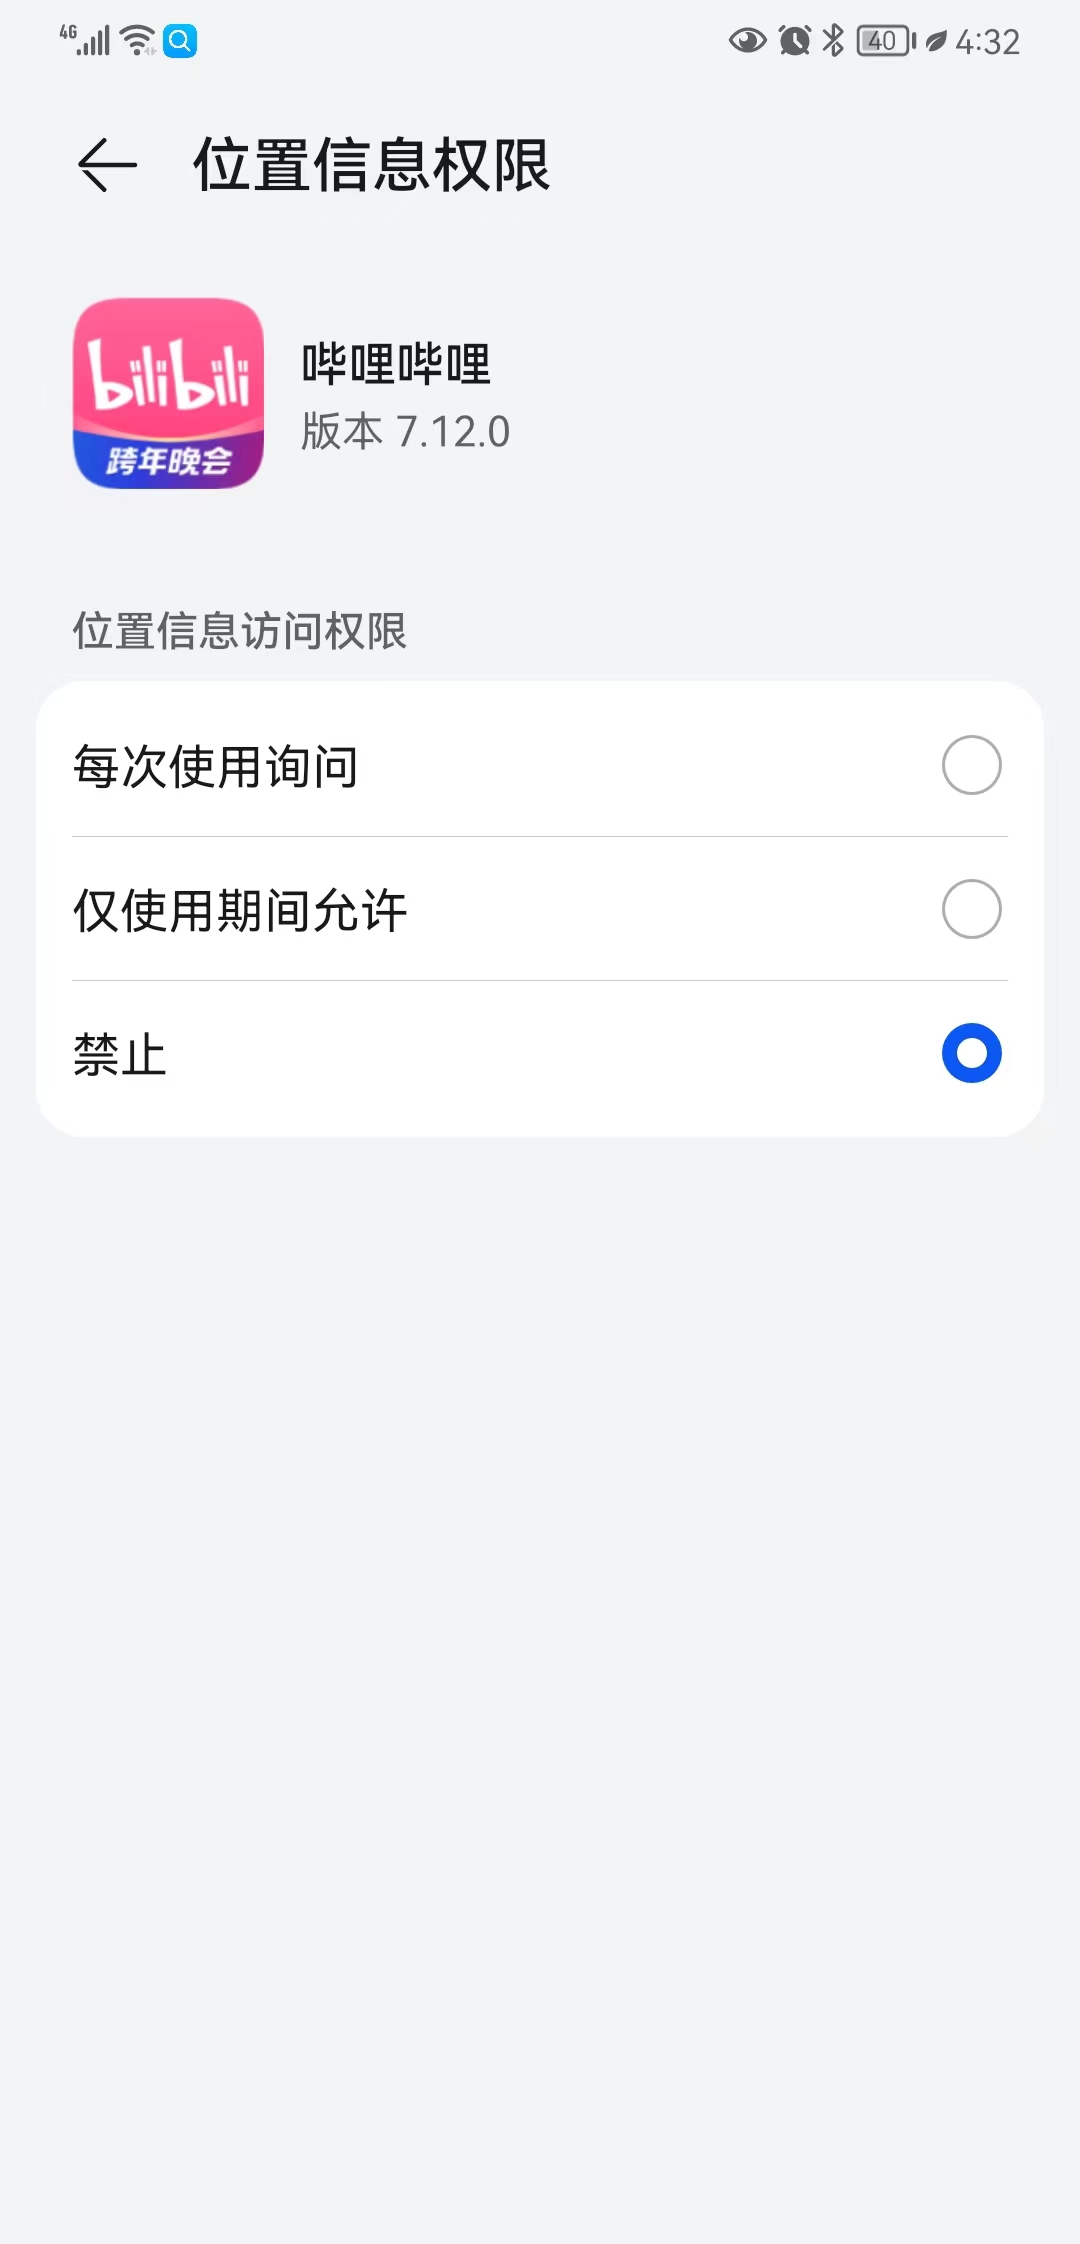 4G 40 4:32
位置信息权限
bilibili
跨年晚会
哔哩哔哩
版本 7.12.0
位置信息访问权限
每次使用询问
仅使用期间允许
禁止